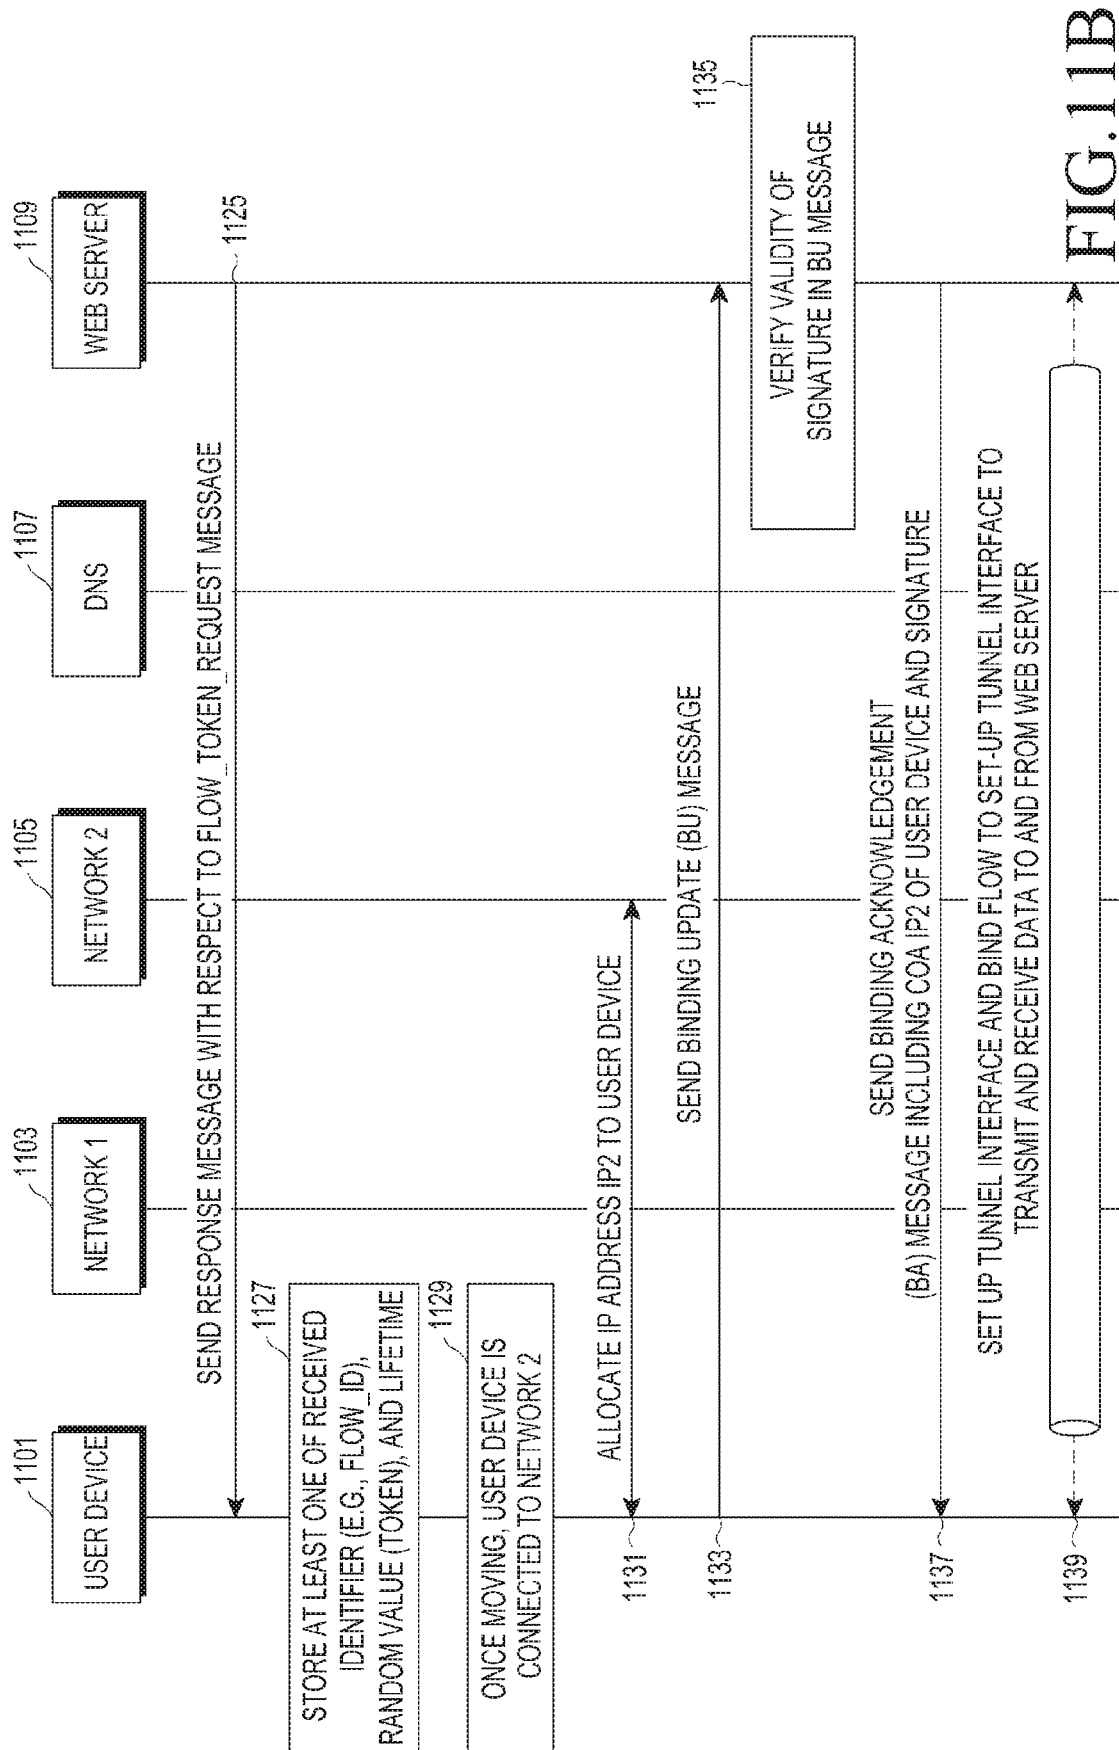 1101
USER DEVICE
1103
NETWORK 1
1105
NETWORK 2
1107
DNS
1109
WEB SERVER
SEND RESPONSE MESSAGE WITH RESPECT TO FLOW_TOKEN_REQUEST MESSAGE
1125
1127
STORE AT LEAST ONE OF RECEIVED
IDENTIFIER (E.G., FLOW_ID),
RANDOM VALUE (TOKEN), AND LIFETIME
1129
ONCE MOVING, USER DEVICE IS
CONNECTED TO NETWORK 2
ALLOCATE IP ADDRESS IP2 TO USER DEVICE
1131
SEND BINDING UPDATE (BU) MESSAGE
1133
1135
VERIFY VALIDITY OF
SIGNATURE IN BU MESSAGE
SEND BINDING ACKNOWLEDGEMENT
(BA) MESSAGE INCLUDING COA IP2 OF USER DEVICE AND SIGNATURE
1137
SET UP TUNNEL INTERFACE AND BIND FLOW TO SET-UP TUNNEL INTERFACE TO
TRANSMIT AND RECEIVE DATA TO AND FROM WEB SERVER
1139
FIG.11B